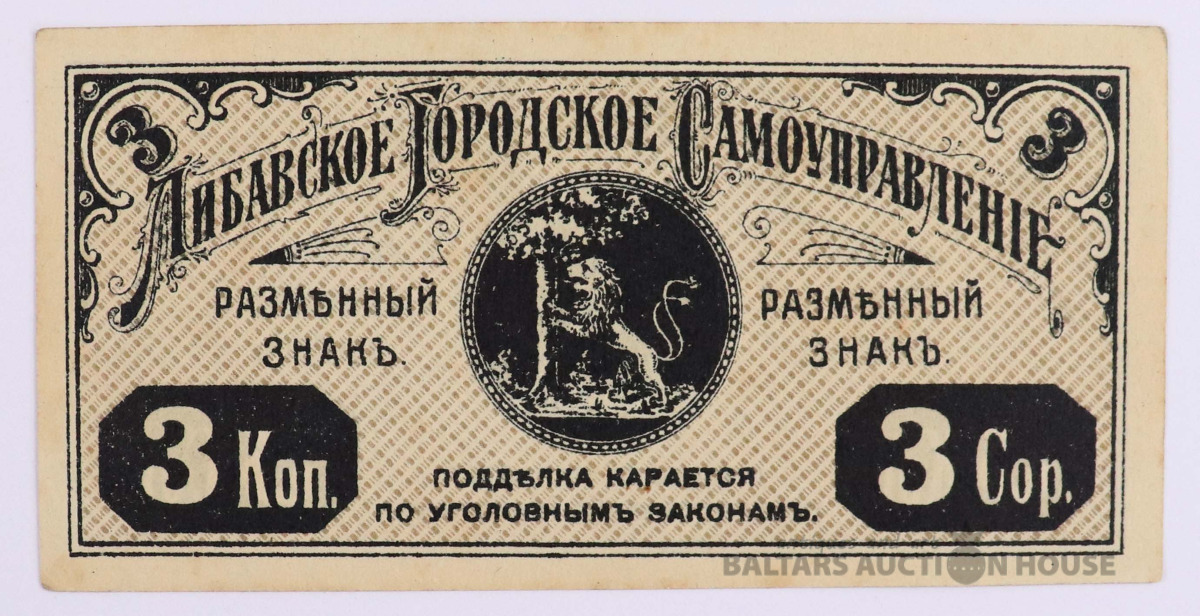 3 3
Либавское Городское Самоуправленіе
РАЗМѢННЫЙ
ЗНАКЪ.
РАЗМѢННЫЙ
ЗНАКЪ.
3 Коп.
ПОДДѢЛКА КАРАЕТСЯ
ПО УГОЛОВНЫМЪ ЗАКОНАМЪ.
3 Cop.
BALTARS AUCTION HOUSE